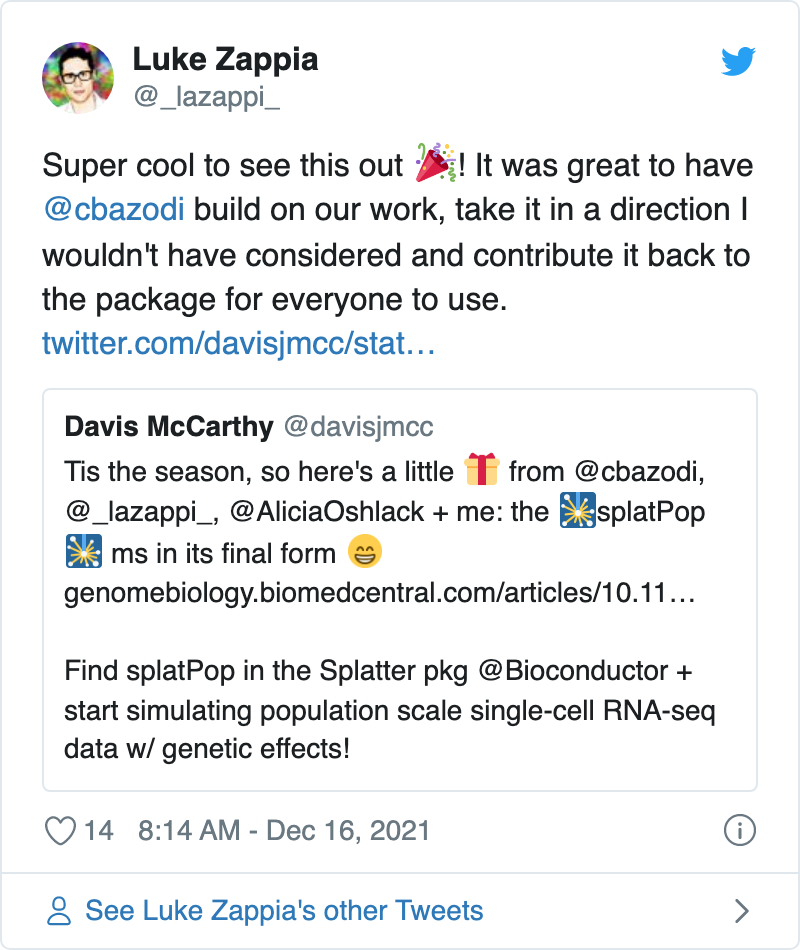 Luke Zappia
@_lazappi_
Super cool to see this out 🎉! It was great to have
@cbazodi build on our work, take it in a direction I
wouldn't have considered and contribute it back to
the package for everyone to use.
twitter.com/davisjmcc/stat…
Davis McCarthy @davisjmcc
Tis the season, so here's a little 🎁 from @cbazodi,
@_lazappi_, @AliciaOshlack + me: the 🎇splatPop
🎇 ms in its final form 😁
genomebiology.biomedcentral.com/articles/10.11…
Find splatPop in the Splatter pkg @Bioconductor +
start simulating population scale single-cell RNA-seq
data w/ genetic effects!
14 8:14 AM - Dec 16, 2021
See Luke Zappia's other Tweets